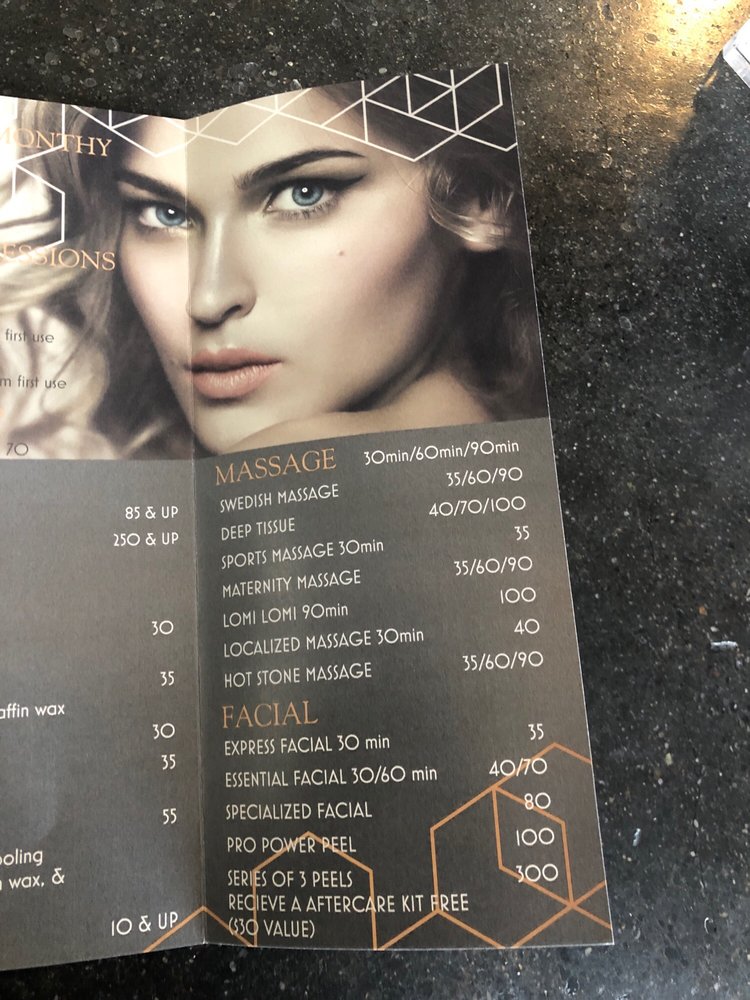 MONTHY
ESSIONS
first use
m first use
70
85 & UP
250 & UP
30
35
affin wax
30
35
55
ooling
n wax, &
10 & UP
MASSAGE 30min/60min/90min
SWEDISH MASSAGE 35/60/90
DEEP TISSUE 40/70/100
SPORTS MASSAGE 30min 35
MATERNITY MASSAGE 35/60/90
LOMI LOMI 90min 100
LOCALIZED MASSAGE 30min 40
HOT STONE MASSAGE 35/60/90
FACIAL
EXPRESS FACIAL 30 min 35
ESSENTIAL FACIAL 30/60 min 40/70
SPECIALIZED FACIAL 80
PRO POWER PEEL 100
SERIES OF 3 PEELS 300
RECIEVE A AFTERCARE KIT FREE
($30 VALUE)